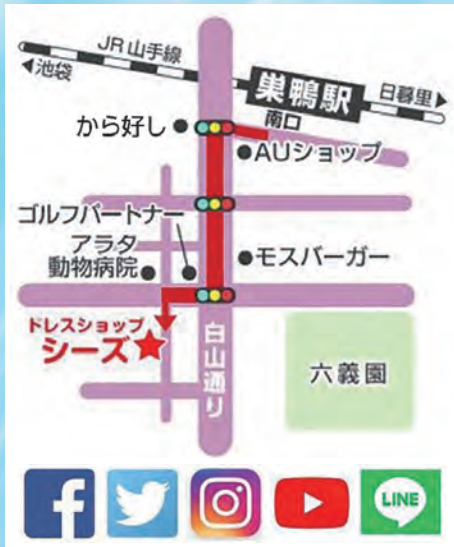 JR山手線
◀池袋
巣鴨駅
日暮里▶
南口
から好し
AUショップ
ゴルフパートナー
アラタ
動物病院
モスバーガー
ドレスショップ
シーズ★
白山通り
六義園
f
LINE